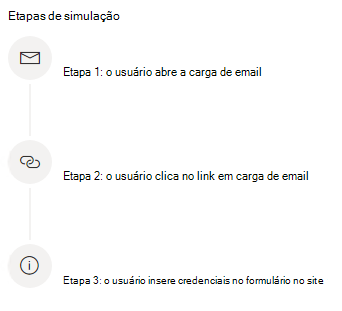 Etapas de simulação
Etapa 1: o usuário abre a carga de email
Etapa 2: o usuário clica no link em carga de email
Etapa 3: o usuário insere credenciais no formulário no site